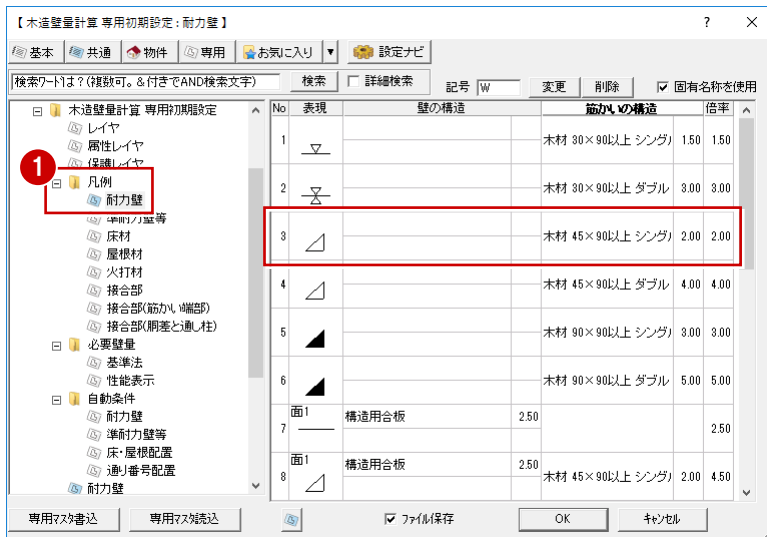 【 木造壁量計算 専用初期設定 : 耐力壁 】
基本 共通 物件 専用 お気に入り 設定ナビ
検索ワードは？(複数可。＆付きでAND検索文字) 検索 詳細検索 記号 W 変更 削除 固有名称を使用
木造壁量計算 専用初期設定
レイヤ
属性レイヤ
保護レイヤ
1
凡例
耐力壁
準耐力壁等
床材
屋根材
火打材
接合部
接合部(筋かい端部)
接合部(胴差と通し柱)
必要壁量
基準法
性能表示
自動条件
耐力壁
準耐力壁等
床・屋根配置
通り番号配置
耐力壁
No 表現 壁の構造 筋かいの構造 倍率
1 木材 30×90以上 シングル 1.50 1.50
2 木材 30×90以上 ダブル 3.00 3.00
3 木材 45×90以上 シングル 2.00 2.00
4 木材 45×90以上 ダブル 4.00 4.00
5 木材 90×90以上 シングル 3.00 3.00
6 木材 90×90以上 ダブル 5.00 5.00
7 面1 構造用合板 2.50 2.50
8 面1 構造用合板 2.50 木材 45×90以上 シングル 2.00 4.50
専用マスタ書込 専用マスタ読込 ファイル保存 OK キャンセル